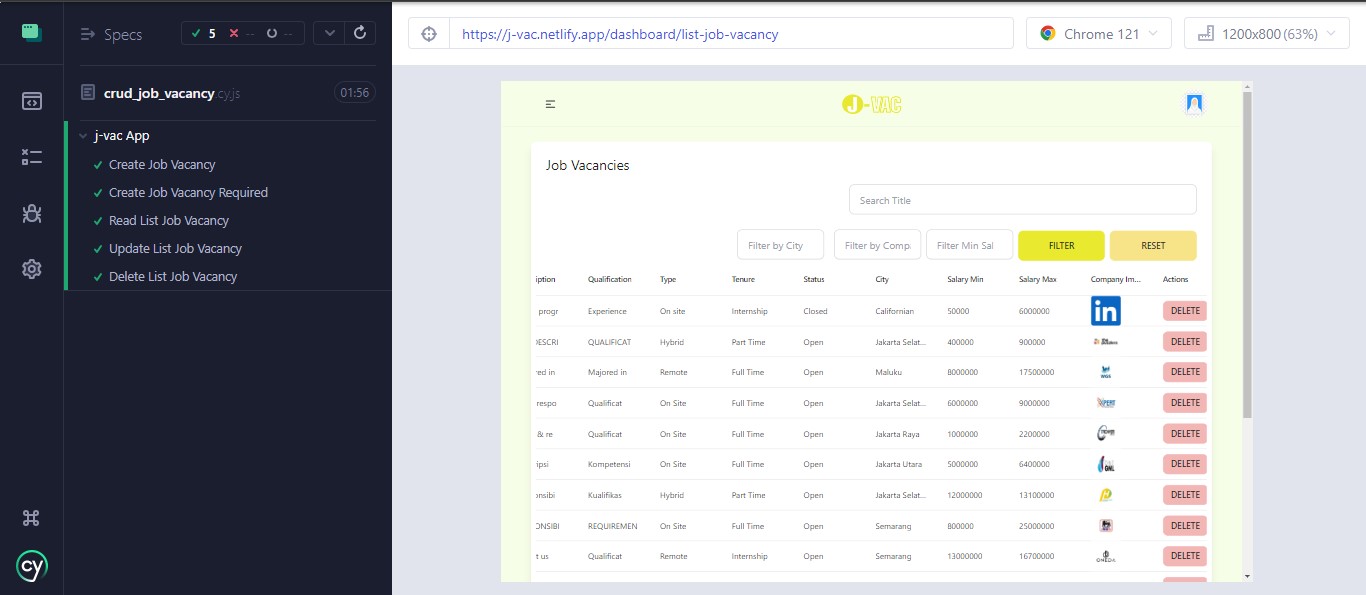 Specs
5 -- --
https://j-vac.netlify.app/dashboard/list-job-vacancy
Chrome 121
1200x800 (63%)
crud_job_vacancy.cy.js
01:56
j-vac App
Create Job Vacancy
Create Job Vacancy Required
Read List Job Vacancy
Update List Job Vacancy
Delete List Job Vacancy
cy
J-VAC
Job Vacancies
Search Title
Filter by City Filter by Comp Filter Min Sal FILTER RESET
iption Qualification Type Tenure Status City Salary Min Salary Max Company Im... Actions
progr Experience On site Internship Closed Californian 50000 6000000 in DELETE
DESCRI QUALIFICAT Hybrid Part Time Open Jakarta Selat... 400000 900000 DELETE
red in Majored in Remote Full Time Open Maluku 8000000 17500000 DELETE
respo Qualificat On Site Full Time Open Jakarta Selat... 6000000 9000000 DELETE
& re Qualificat On Site Full Time Open Jakarta Raya 1000000 2200000 DELETE
ipsi Kompetensi On Site Full Time Open Jakarta Utara 5000000 6400000 DELETE
onsibi Kualifikas Hybrid Part Time Open Jakarta Selat... 12000000 13100000 DELETE
ONSIBI REQUIREMEN On Site Full Time Open Semarang 800000 25000000 DELETE
t us Qualificat Remote Internship Open Semarang 13000000 16700000 DELETE